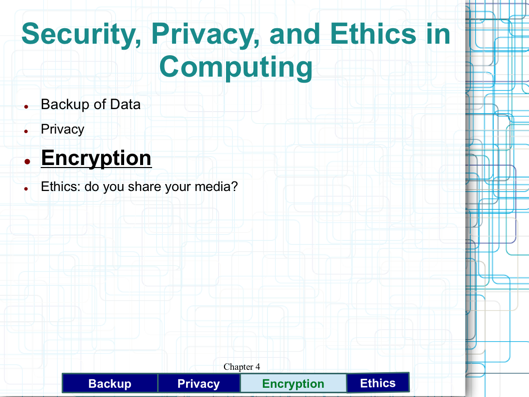 Security, Privacy, and Ethics in
Computing
Backup of Data
Privacy
Encryption
Ethics: do you share your media?
Chapter 4
Backup Privacy Encryption Ethics